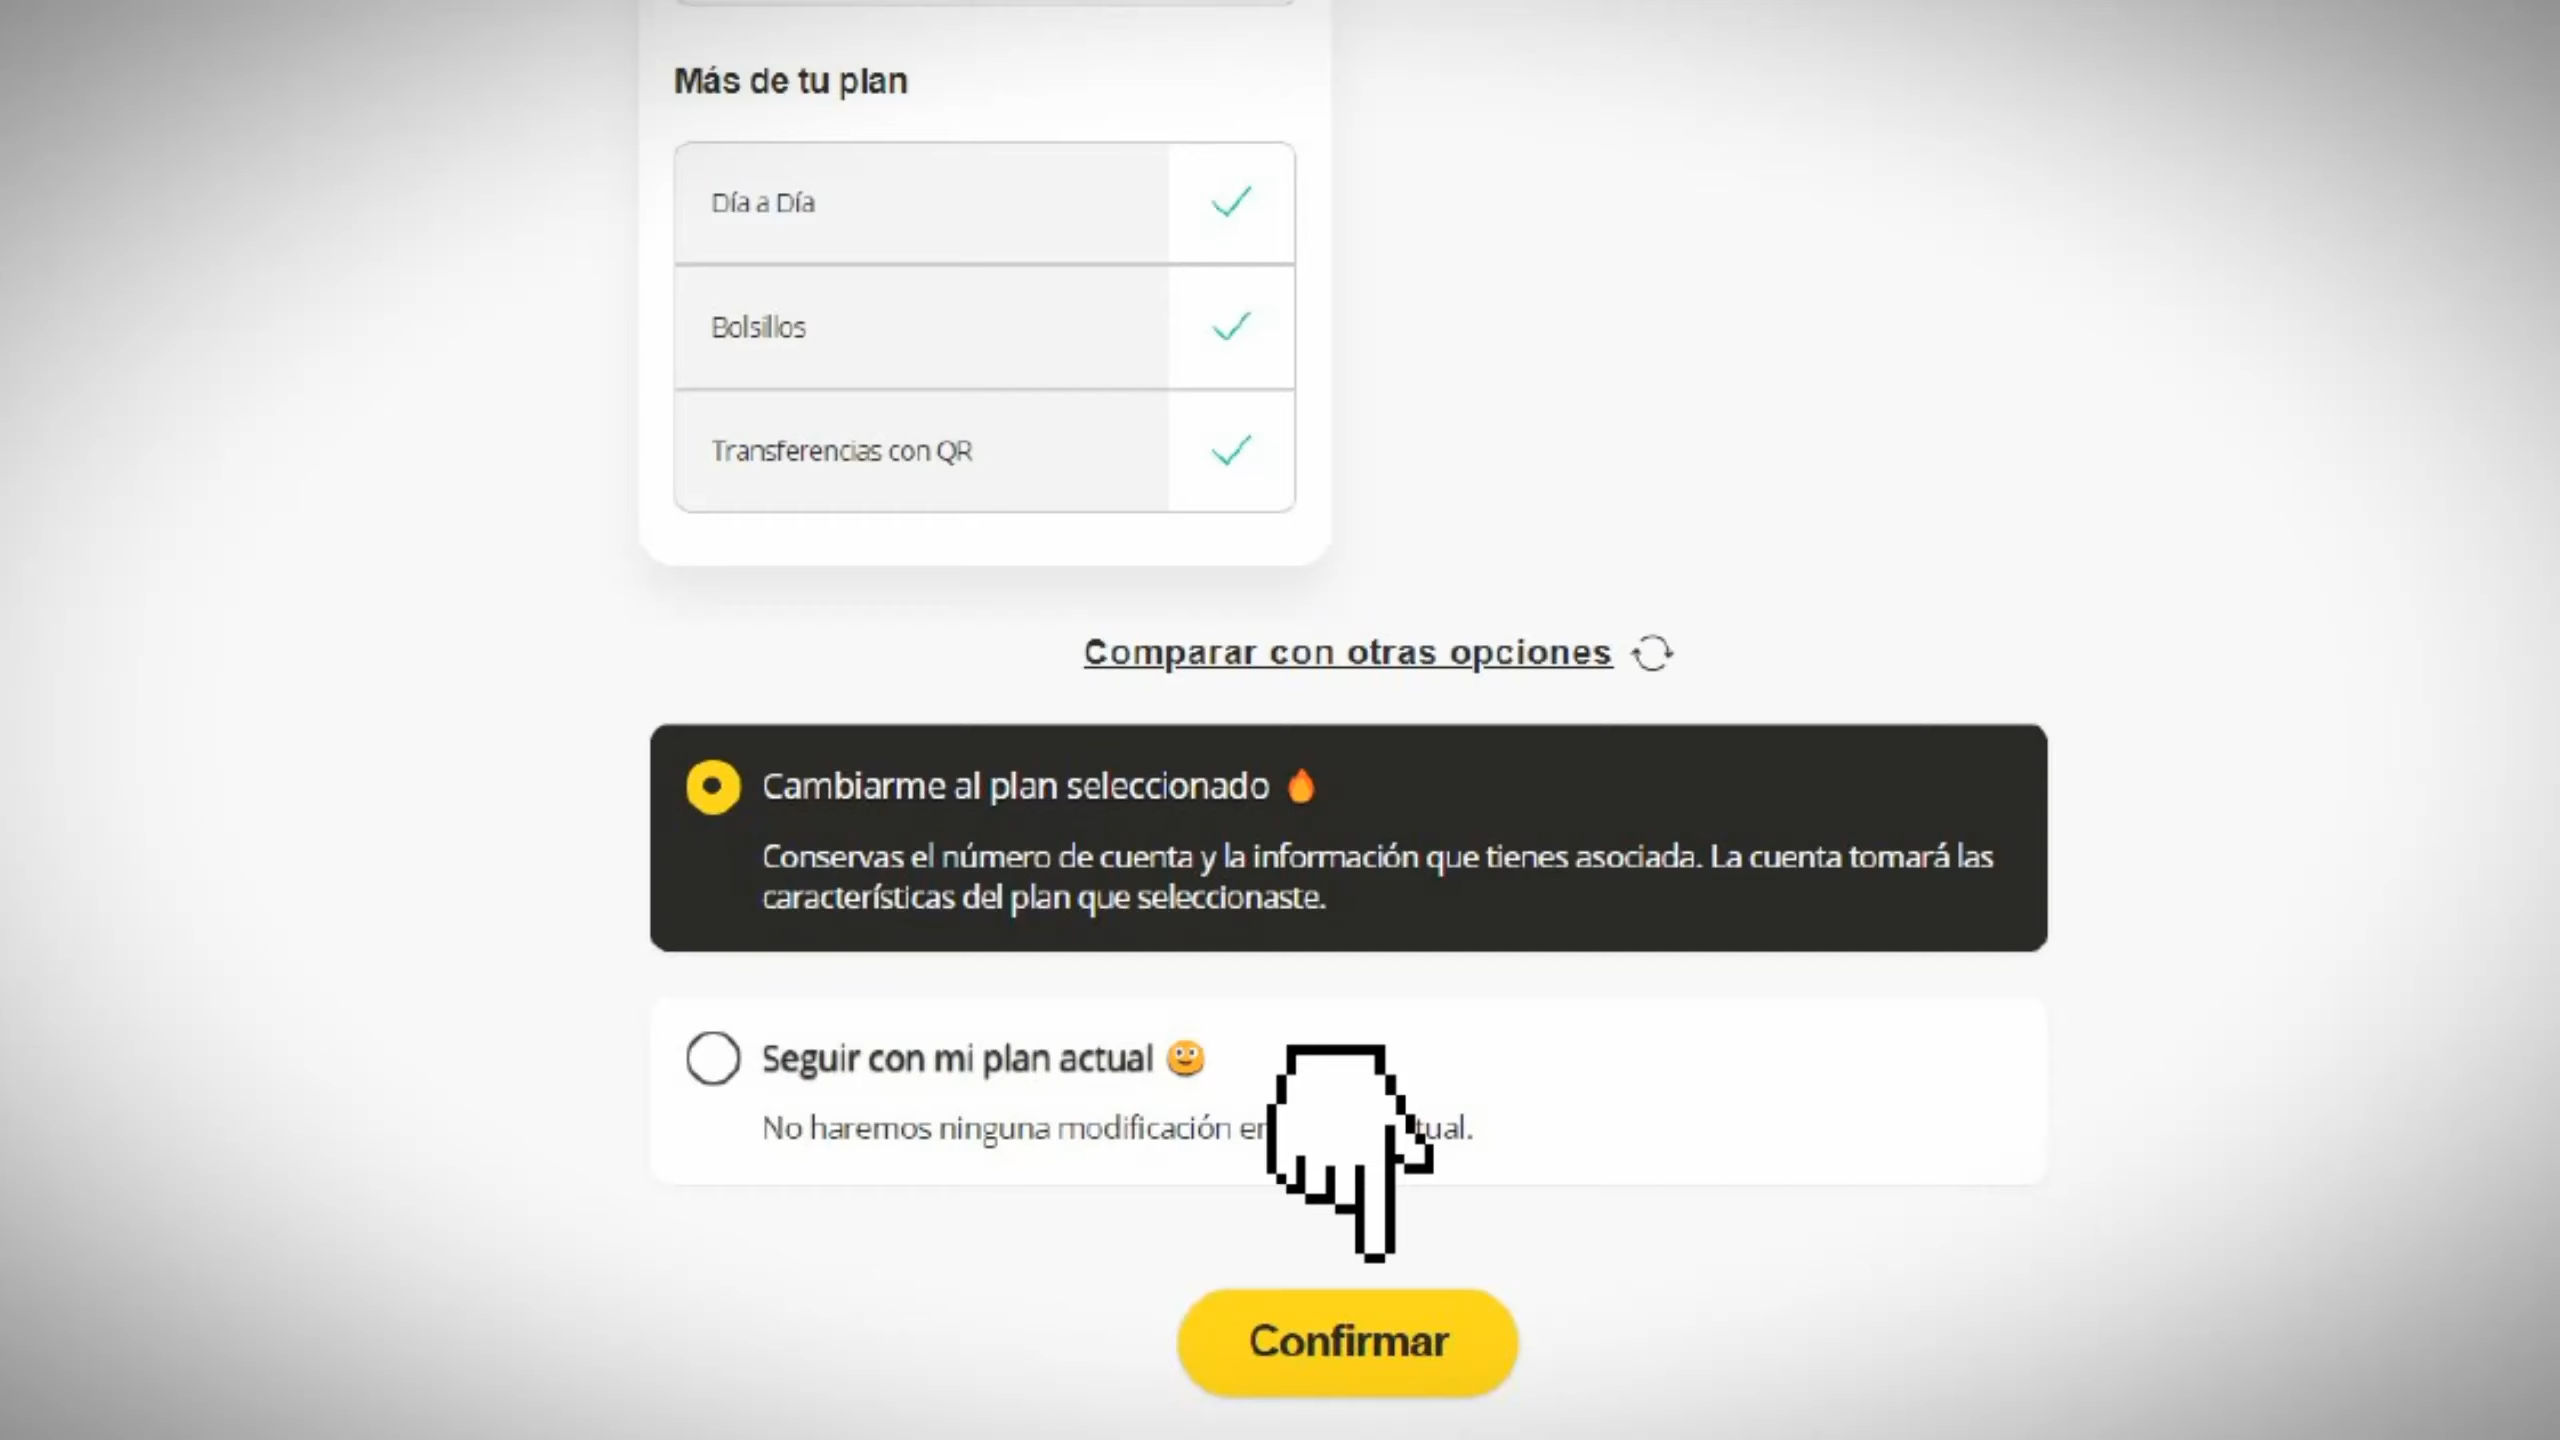 Más de tu plan
Día a Día
Bolsillos
Transferencias con QR
Comparar con otras opciones
Cambiarme al plan seleccionado
Conservas el número de cuenta y la información que tienes asociada. La cuenta tomará las
características del plan que seleccionaste.
Seguir con mi plan actual
No haremos ninguna modificación
Confirmar